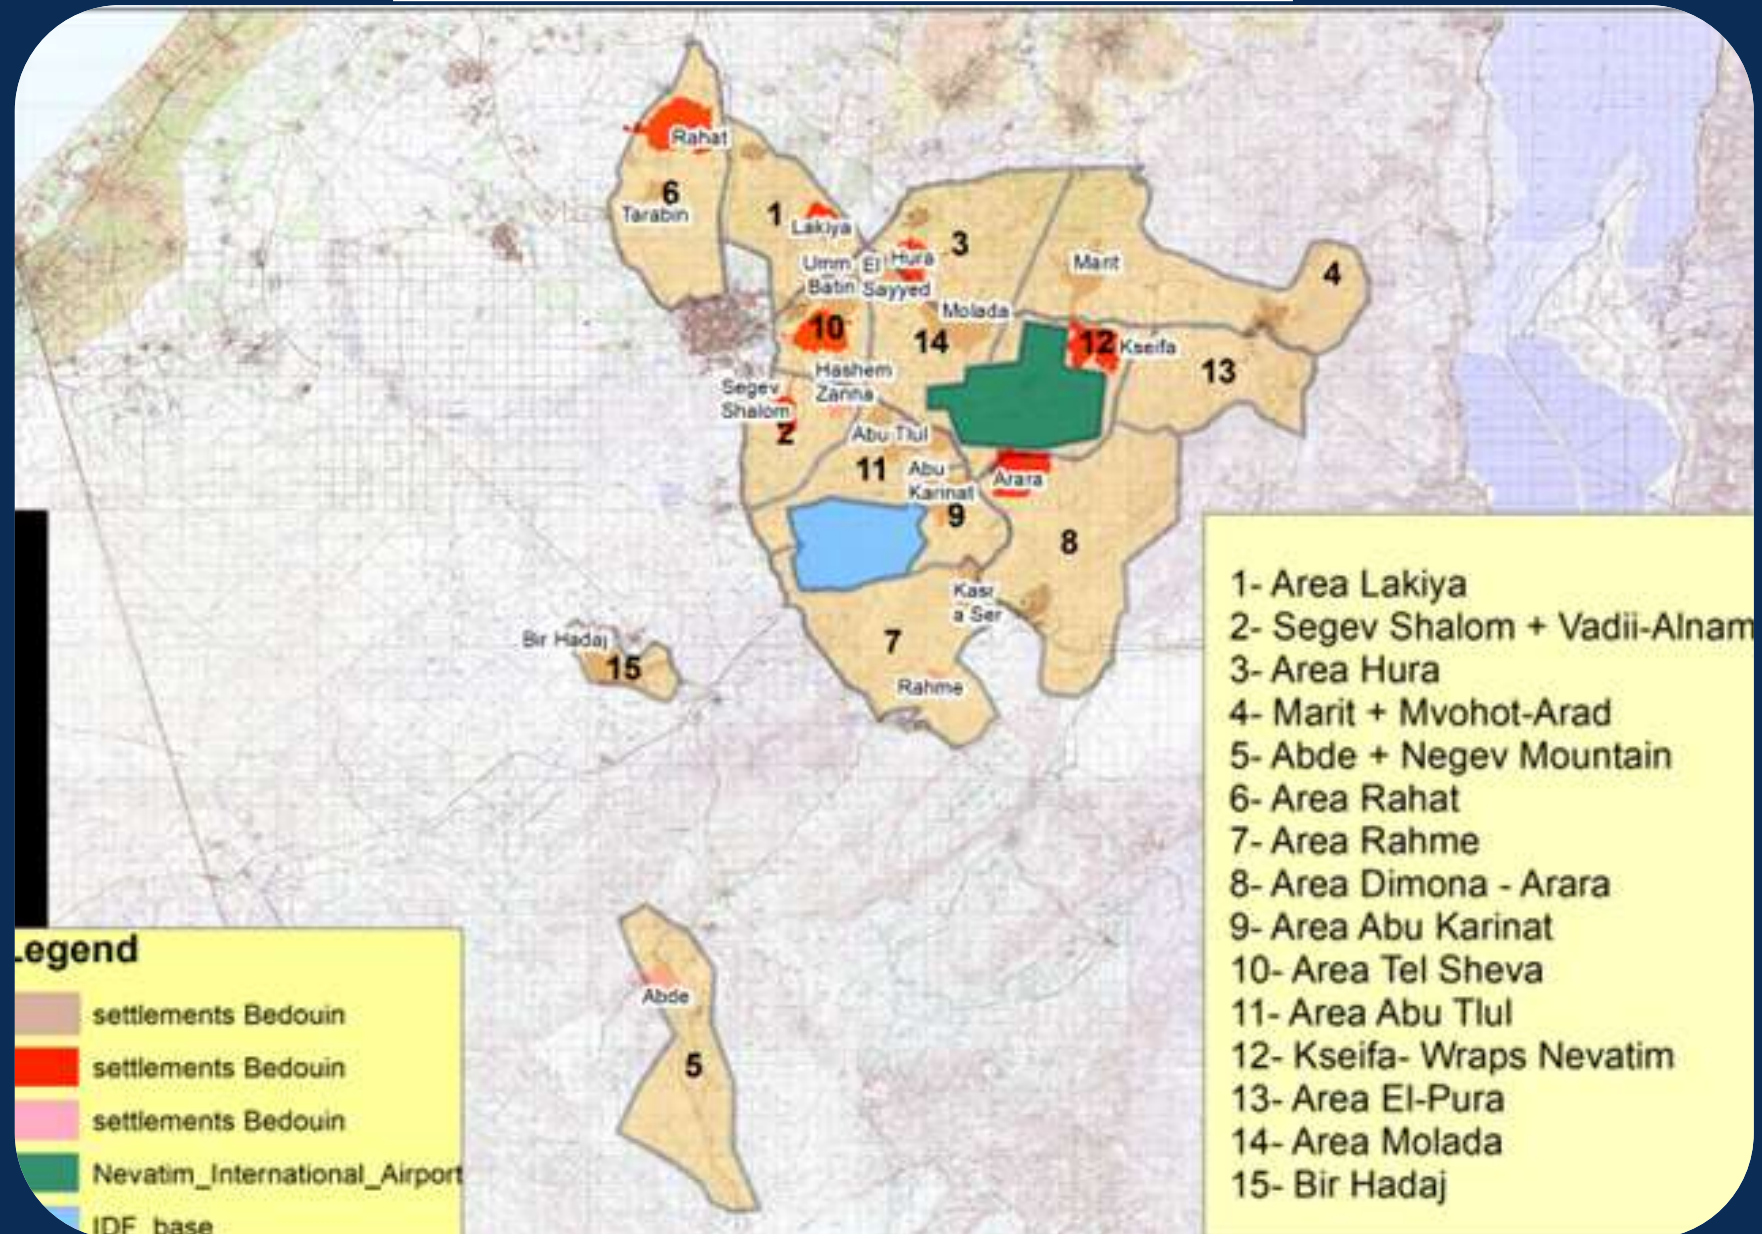 Rahat
6
Tarabin
1
Lakiya
3
Umm
Batin
El
Sayyed
Hura
Marit
4
Molada
10
14
12
Kseifa
13
Hashem
Zanna
Segev
Shalom
2
Abu Tlul
11
Abu
Karinat
Arara
9
8
Kasr
a Ser
Bir Hadaj
15
7
Rahme
Abde
5
Legend
settlements Bedouin
settlements Bedouin
settlements Bedouin
Nevatim_International_Airport
IDF_base
1- Area Lakiya
2- Segev Shalom + Vadii-Alnam
3- Area Hura
4- Marit + Mvohot-Arad
5- Abde + Negev Mountain
6- Area Rahat
7- Area Rahme
8- Area Dimona - Arara
9- Area Abu Karinat
10- Area Tel Sheva
11- Area Abu Tlul
12- Kseifa- Wraps Nevatim
13- Area El-Pura
14- Area Molada
15- Bir Hadaj